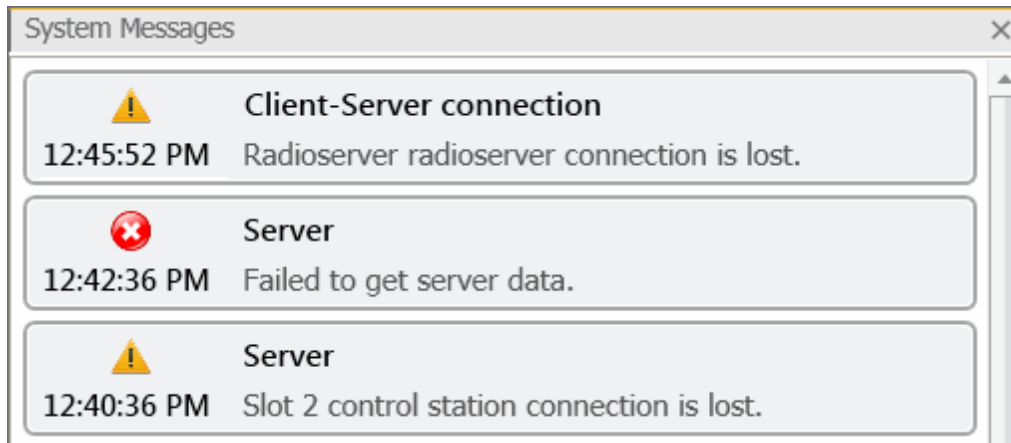 System Messages
Client-Server connection
12:45:52 PM Radioserver radioserver connection is lost.
Server
12:42:36 PM Failed to get server data.
Server
12:40:36 PM Slot 2 control station connection is lost.